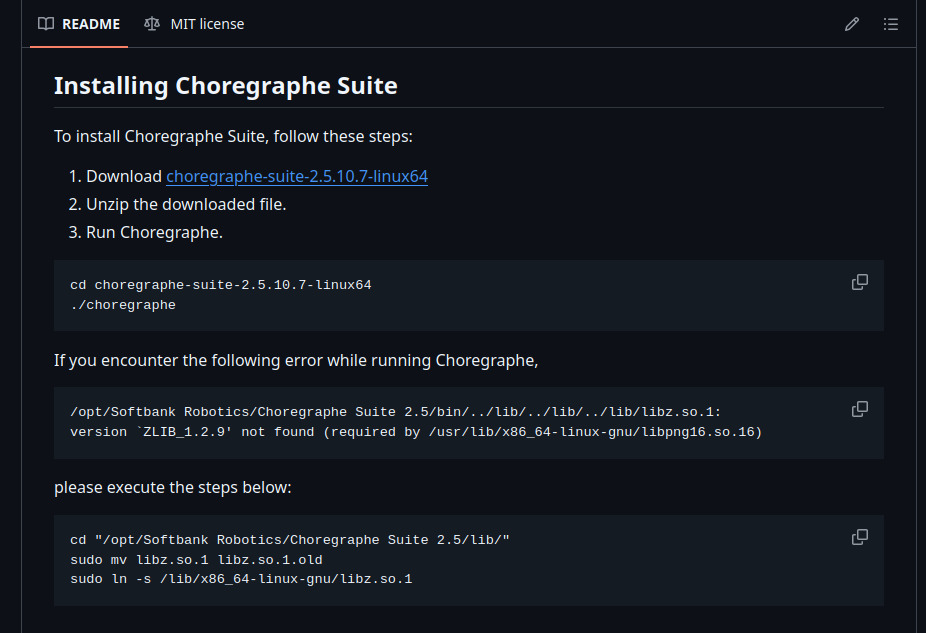 README MIT license
Installing Choregraphe Suite
To install Choregraphe Suite, follow these steps:
1. Download choregraphe-suite-2.5.10.7-linux64
2. Unzip the downloaded file.
3. Run Choregraphe.
cd choregraphe-suite-2.5.10.7-linux64
./choregraphe
If you encounter the following error while running Choregraphe,
/opt/Softbank Robotics/Choregraphe Suite 2.5/bin/../lib/../lib/../lib/libz.so.1:
version `ZLIB_1.2.9' not found (required by /usr/lib/x86_64-linux-gnu/libpng16.so.16)
please execute the steps below:
cd "/opt/Softbank Robotics/Choregraphe Suite 2.5/lib/"
sudo mv libz.so.1 libz.so.1.old
sudo ln -s /lib/x86_64-linux-gnu/libz.so.1